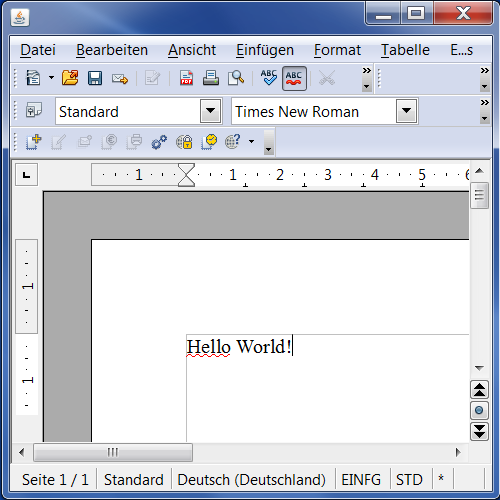 Datei Bearbeiten Ansicht Einfügen Format Tabelle E...s
Standard Times New Roman
1 1 2 3 4 5 6
1
1
Hello World!
Seite 1 / 1 Standard Deutsch (Deutschland) EINFG STD *